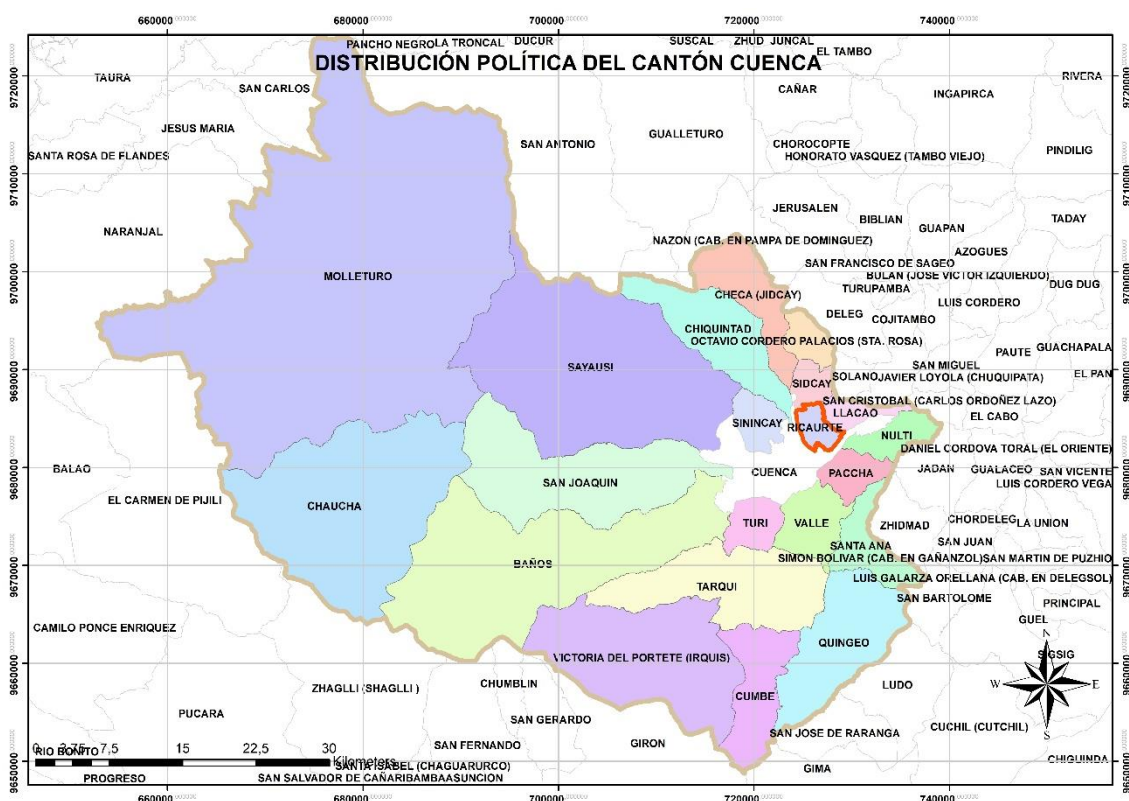 660000 680000 700000 720000 740000
PANCHO NEGRO LA TRONCAL DUCUR SUSCAL ZHUD JUNCAL
EL TAMBO
DISTRIBUCIÓN POLÍTICA DEL CANTÓN CUENCA
TAURA RIVERA
9720000 9720000
SAN CARLOS CAÑAR INGAPIRCA
JESUS MARIA
GUALLETURO
SAN ANTONIO CHOROCOPTE
SANTA ROSA DE FLANDES HONORATO VASQUEZ (TAMBO VIEJO) PINDILIG
9710000 9710000
JERUSALEN
BIBLIAN TADAY
NARANJAL GUAPAN
NAZON (CAB. EN PAMPA DE DOMINGUEZ)
AZOGUES
SAN FRANCISCO DE SAGEO
MOLLETURO BULAN (JOSE VICTOR IZQUIERDO)
9700000 9700000
TURUPAMBA DUG DUG
CHECA (JIDCAY)
LUIS CORDERO
DELEG
COJITAMBO
CHIQUINTAD
OCTAVIO CORDERO PALACIOS (STA. ROSA)
GUACHAPALA
PAUTE
SAYAUSI SAN MIGUEL
9690000 9690000
EL PAN
SOLANO JAVIER LOYOLA (CHUQUIPATA)
SIDCAY
SAN CRISTOBAL (CARLOS ORDOÑEZ LAZO)
LLACAO EL CABO
SININCAY RICAURTE
NULTI
DANIEL CORDOVA TORAL (EL ORIENTE)
BALAO CUENCA PACCHA JADAN GUALACEO SAN VICENTE
9680000 9680000
SAN JOAQUIN LUIS CORDERO VEGA
EL CARMEN DE PIJILI
CHAUCHA
TURI VALLE ZHIDMAD CHORDELEG LA UNION
SAN JUAN
SANTA ANA
SIMON BOLIVAR (CAB. EN GAÑANZOL) SAN MARTIN DE PUZHIO
BAÑOS
9670000 9670000
LUIS GALARZA ORELLANA (CAB. EN DELEGSOL)
TARQUI
SAN BARTOLOME
PRINCIPAL
GUEL
CAMILO PONCE ENRIQUEZ
N
QUINGEO
VICTORIA DEL PORTETE (IRQUIS) SIGSIG
9660000 9660000
W E
CHUMBLIN LUDO
ZHAGLLI (SHAGLLI )
CUMBE
PUCARA
SAN GERARDO CUCHIL (CUTCHIL)
SAN JOSE DE RARANGA
S
SAN FERNANDO GIRON
RIO BONITO
0 3,75 7,5 15 22,5 30
Kilometers
CHIGUINDA
9650000 9650000
SANTA ISABEL (CHAGUARURCO)
GIMA
PROGRESO SAN SALVADOR DE CAÑARIBAMBA ASUNCION
660000 680000 700000 720000 740000